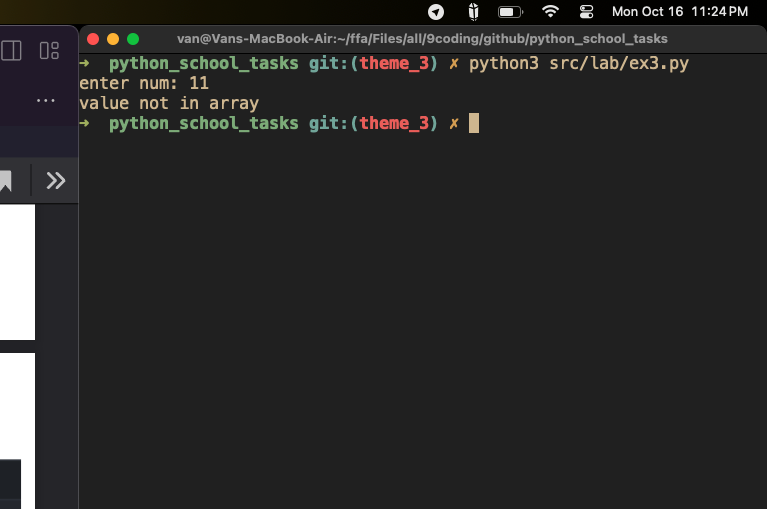 Mon Oct 16 11:24 PM
van@Vans-MacBook-Air:~/ffa/Files/all/9coding/github/python_school_tasks
➜ python_school_tasks git:(theme_3) ✗ python3 src/lab/ex3.py
enter num: 11
value not in array
➜ python_school_tasks git:(theme_3) ✗